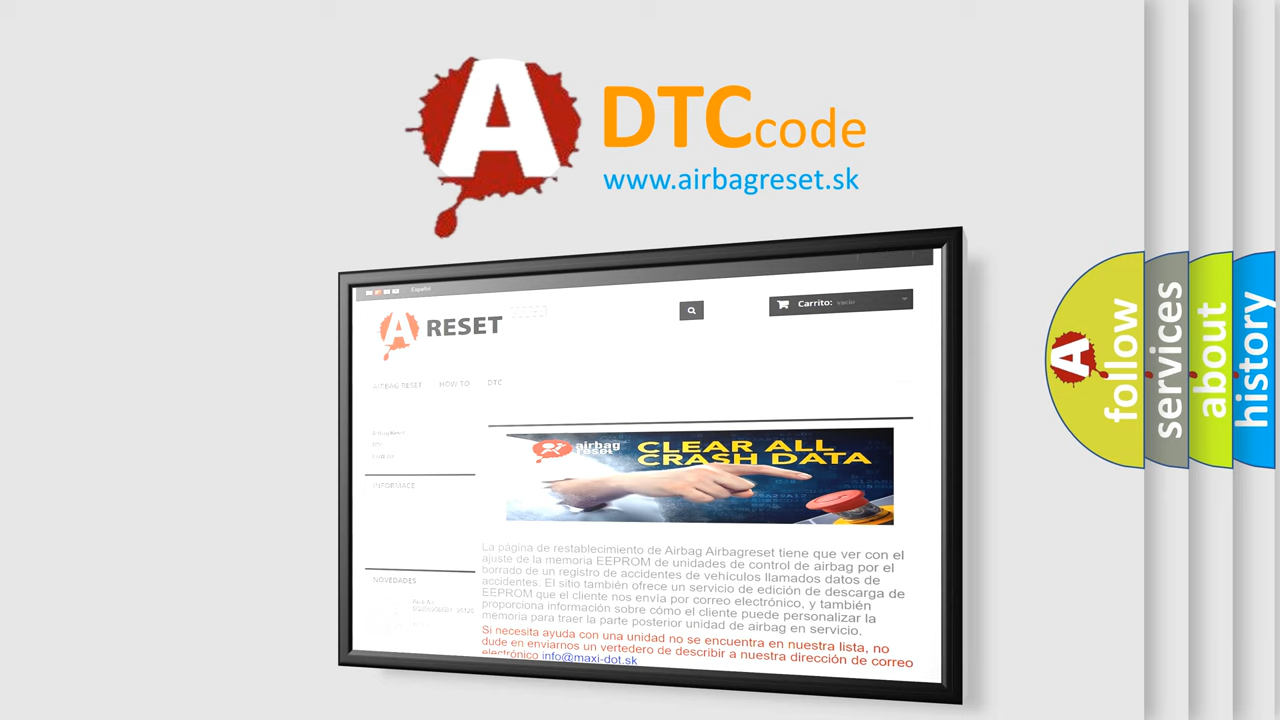 A
DTCcode
www.airbagreset.sk
Español
A RESET
Carrito: vacío
AIRBAG RESET
HOW TO
DTC
INFORMACE
NOVEDADES
airbag
reset
CLEAR ALL
CRASH DATA
La página de restablecimiento de Airbag Airbagreset tiene que ver con el
ajuste de la memoria EEPROM de unidades de control de airbag por el
borrado de un registro de accidentes de vehículos llamados datos de
accidentes. El sitio también ofrece un servicio de edición de descarga de
EEPROM que el cliente nos envía por correo electrónico, y también
proporciona información sobre cómo el cliente puede personalizar la
memoria para traer la parte posterior unidad de airbag en servicio.
Si necesita ayuda con una unidad no se encuentra en nuestra lista, no
dude en enviarnos un vertedero de describir a nuestra dirección de correo
electrónico info@maxi-dot.sk
A
follow
services
about
history